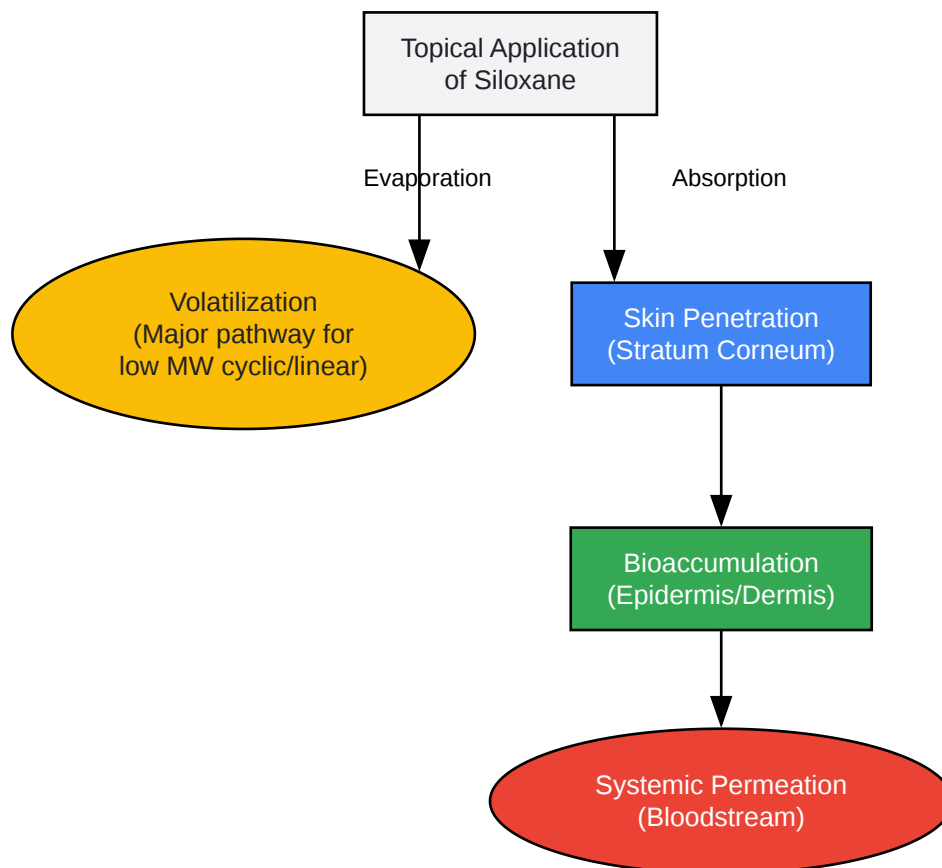 Topical Application
of Siloxane
Evaporation
Absorption
Volatilization
(Major pathway for
low MW cyclic/linear)
Skin Penetration
(Stratum Corneum)
Bioaccumulation
(Epidermis/Dermis)
Systemic Permeation
(Bloodstream)